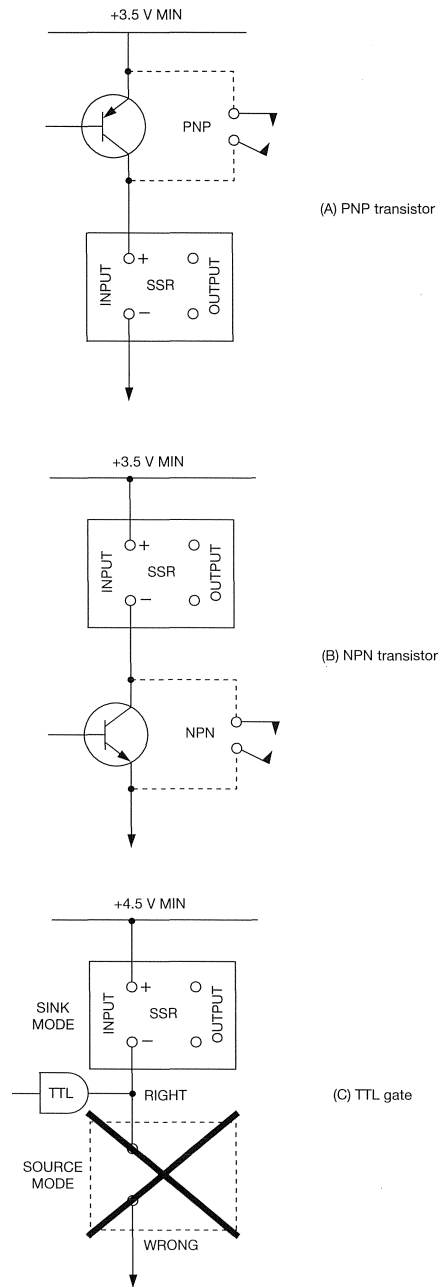 +3.5 V MIN
PNP
(A) PNP transistor
INPUT
+
SSR
−
OUTPUT
+3.5 V MIN
INPUT
+
SSR
−
OUTPUT
(B) NPN transistor
NPN
+4.5 V MIN
SINK
MODE
INPUT
+
SSR
−
OUTPUT
TTL
RIGHT
(C) TTL gate
SOURCE
MODE
WRONG